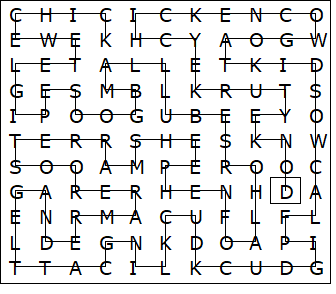 C H I C I C K E N C O
E W E K H C Y A O G W
L E T A L L E T K I D
G E S M B L K R U T S
I P O O G U B E E Y O
T E R R S H E S K N W
S O O A M P E R O O C
G A R E R H E N H D A
E N R M A C U F L F L
L D E G N K D O A P I
T T A C I L K C U D G